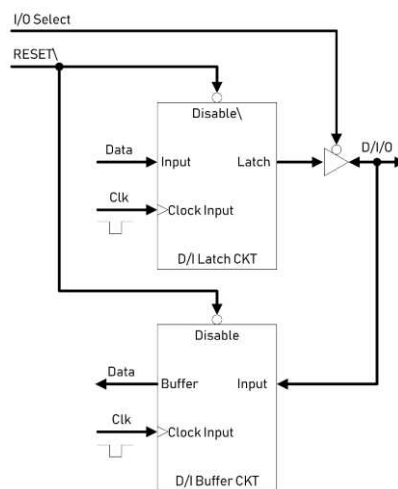 I/O Select
RESET\
Disable\
D/I/O
Data
Input
Latch
Clk
Clock Input
D/I Latch CKT
Disable
Data
Buffer
Input
Clk
Clock Input
D/I Buffer CKT